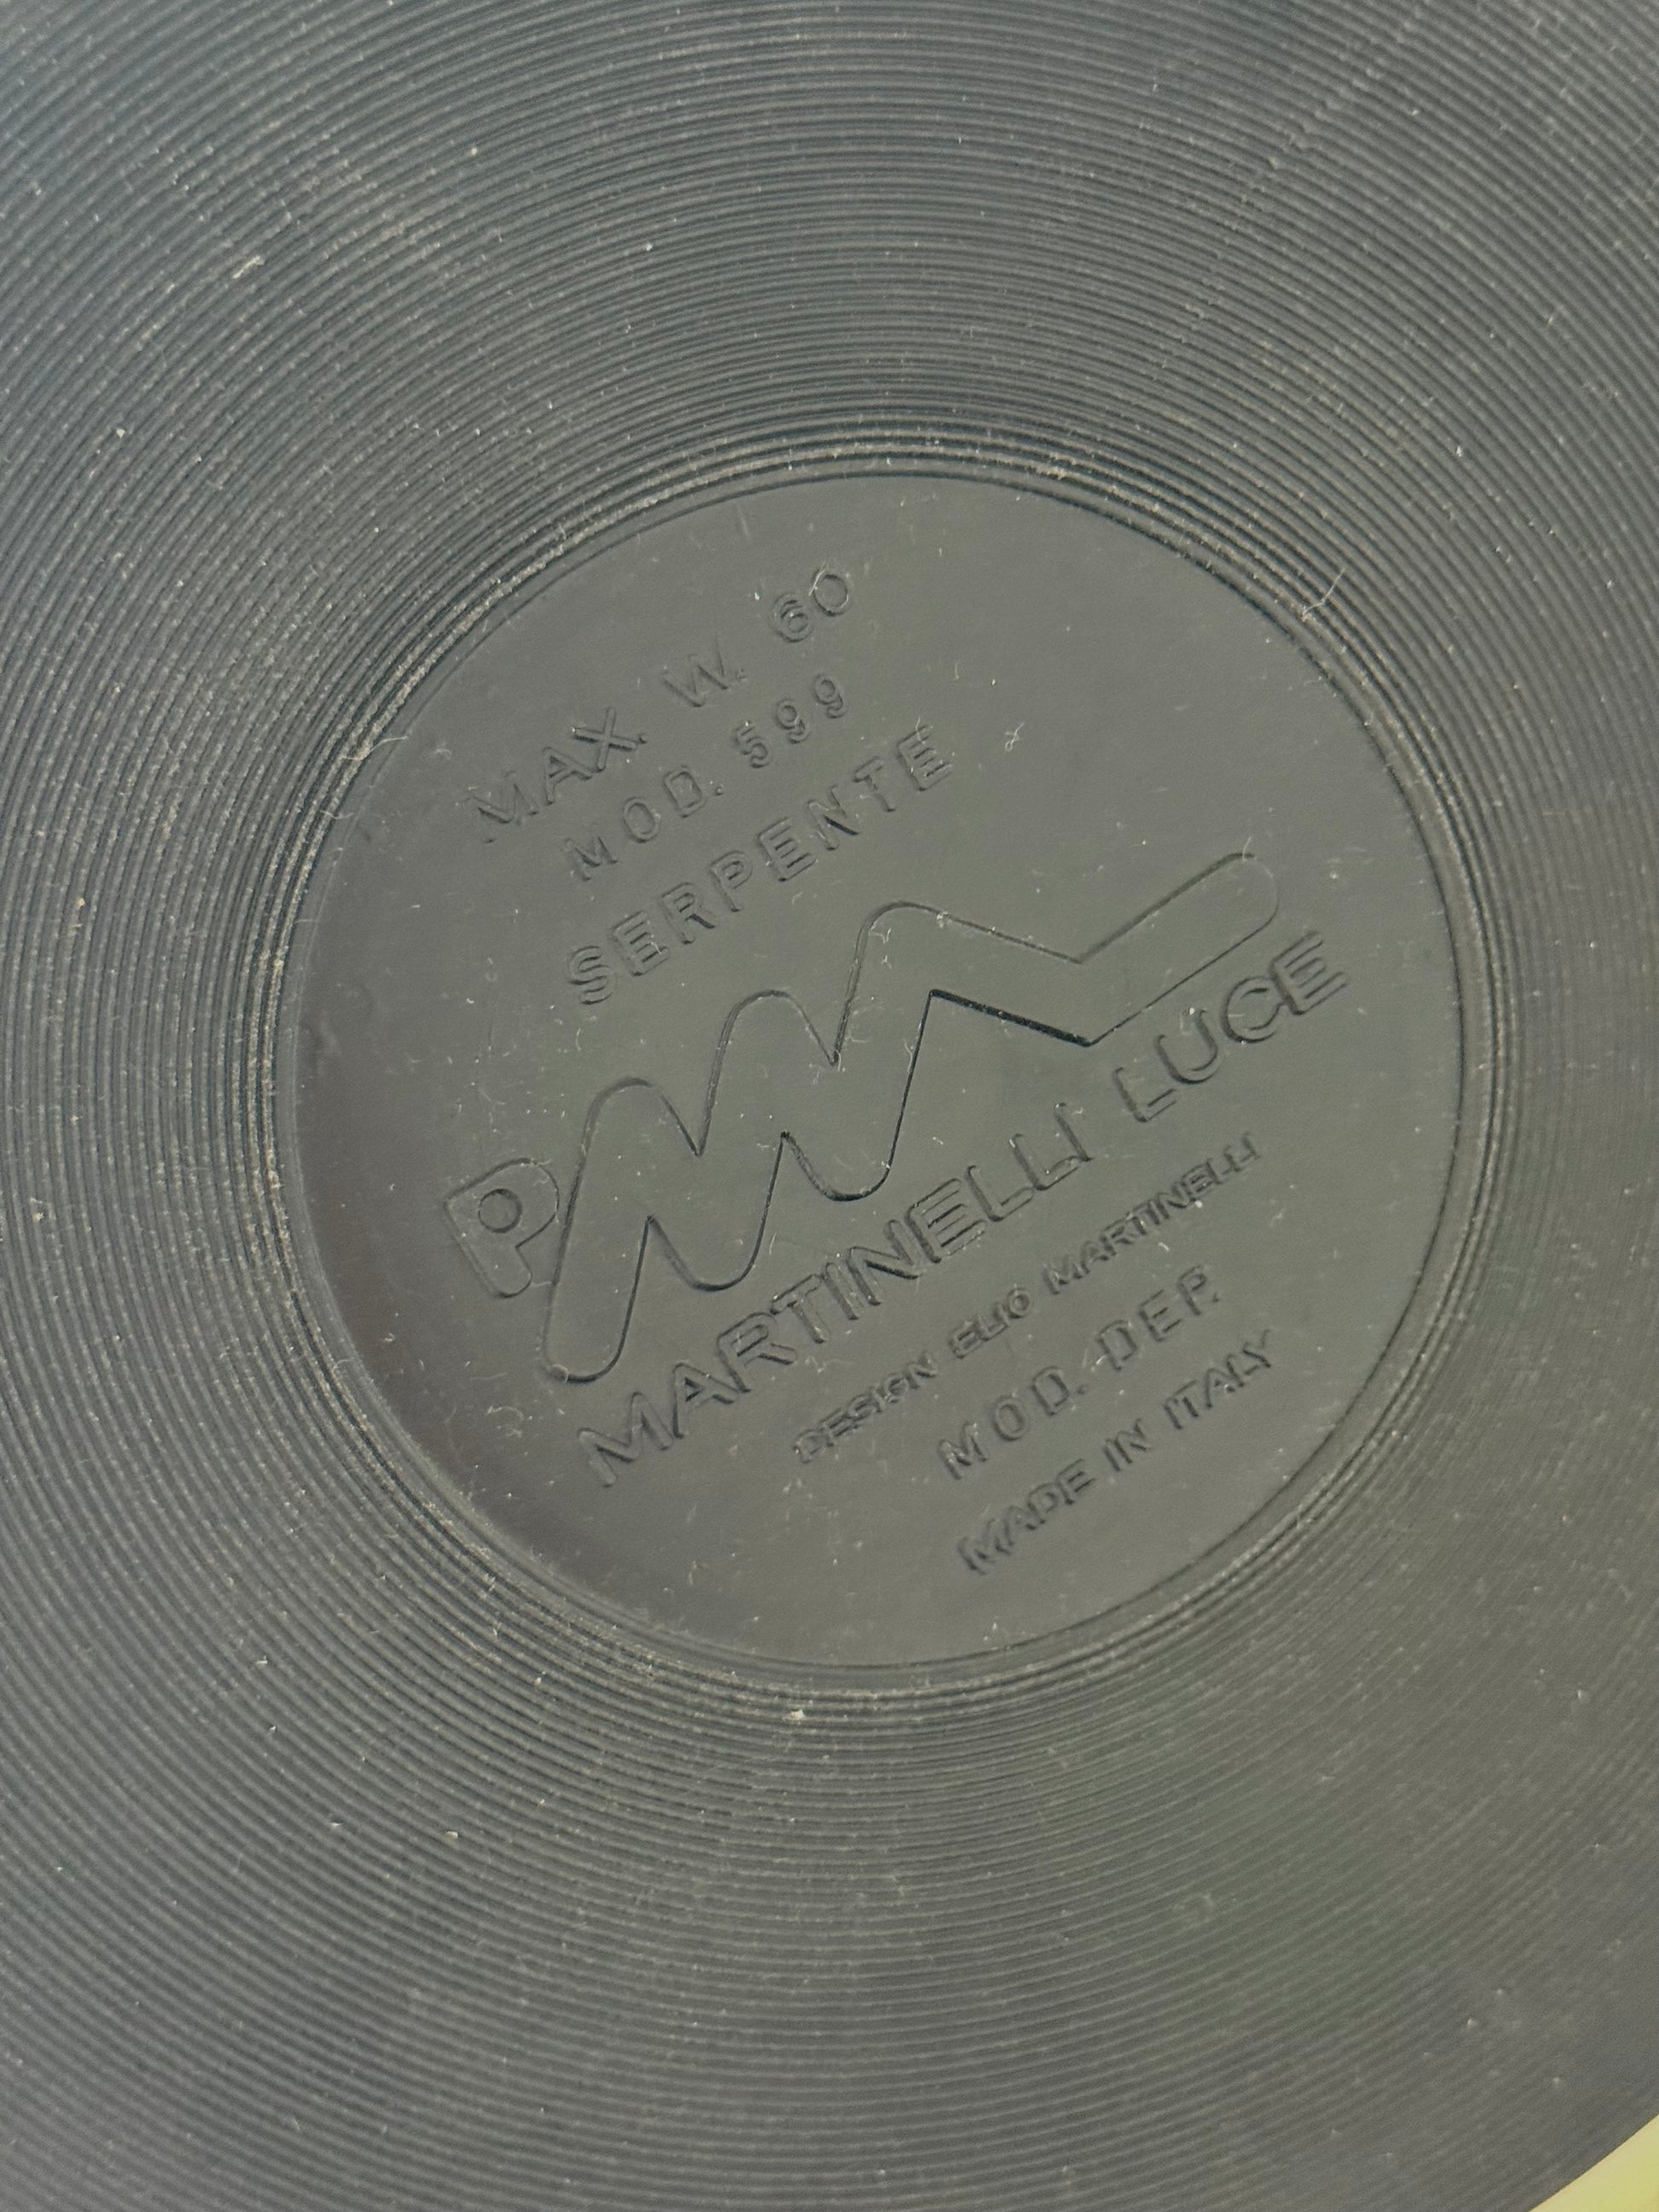 MAX. W. 60
MOD. 599
SERPENTE
P
MARTINELLI LUCE
DESIGN ELIO MARTINELLI
MOD. DEP.
MADE IN ITALY